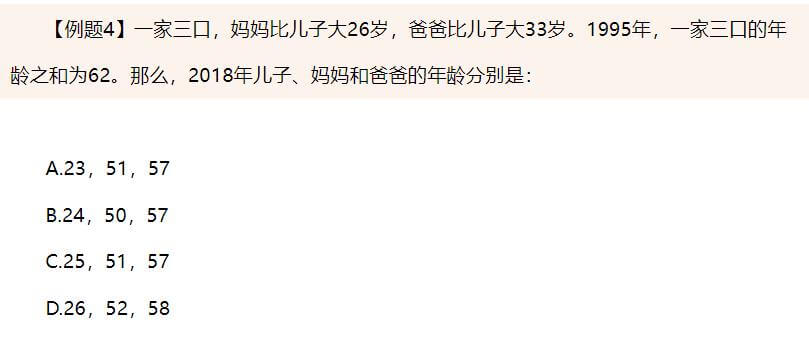 【例题4】一家三口，妈妈比儿子大26岁，爸爸比儿子大33岁。1995年，一家三口的年
龄之和为62。那么，2018年儿子、妈妈和爸爸的年龄分别是：
A.23，51，57
B.24，50，57
C.25，51，57
D.26，52，58